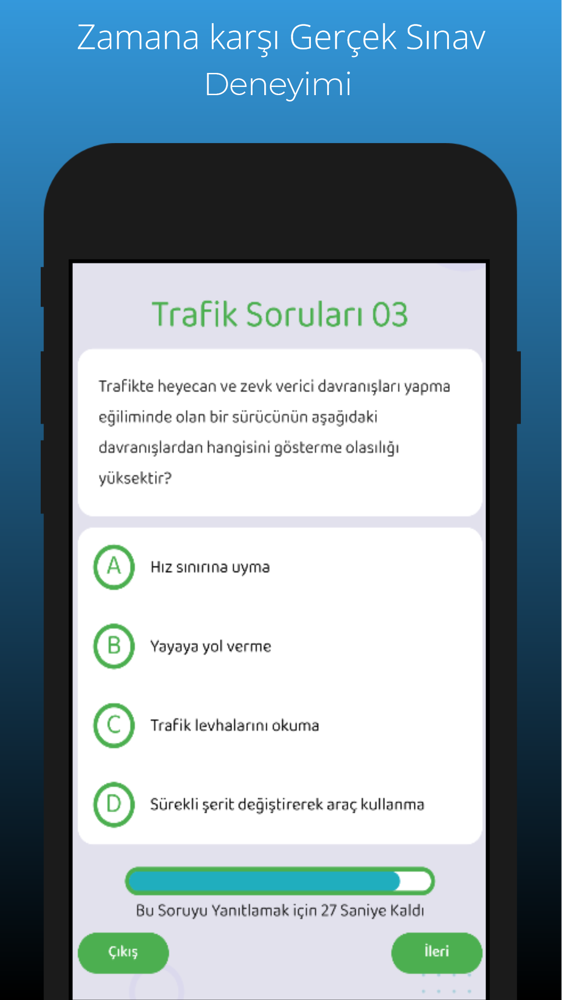 Zamana karşı Gerçek Sınav
Deneyimi
Trafik Soruları 03
Trafikte heyecan ve zevk verici davranışları yapma
eğiliminde olan bir sürücünün aşağıdaki
davranışlardan hangisini gösterme olasılığı
yüksektir?
A Hız sınırına uyma
B Yayaya yol verme
C Trafik levhalarını okuma
D Sürekli şerit değiştirerek araç kullanma
Bu Soruyu Yanıtlamak için 27 Saniye Kaldı
Çıkış İleri